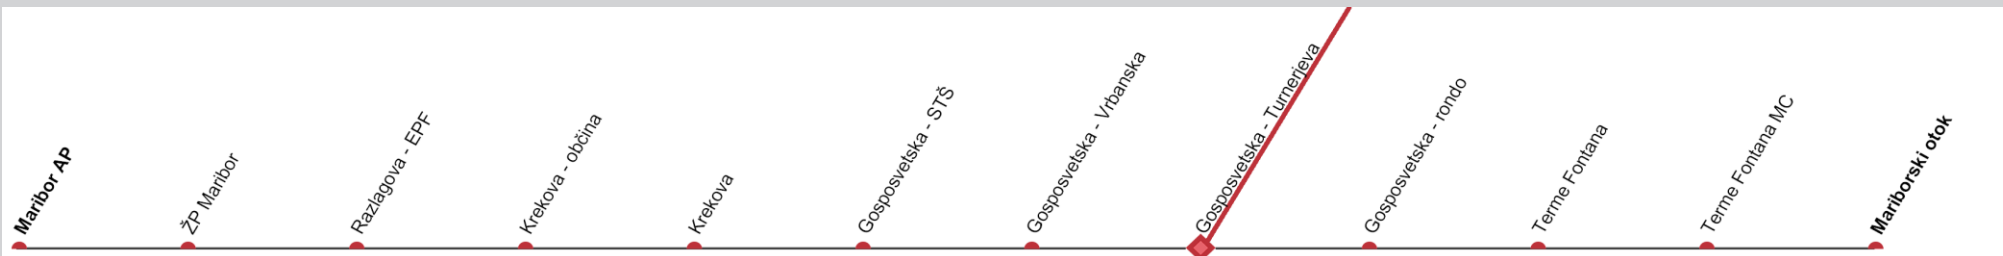 Maribor AP
ŽP Maribor
Razlagova - EPF
Krekova - občina
Krekova
Gosposvetska - STŠ
Gosposvetska - Vrbanska
Gosposvetska - Turnerjeva
Gosposvetska - rondo
Terme Fontana
Terme Fontana MC
Mariborski otok